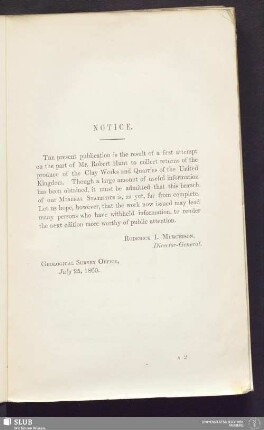 NOTICE.
The present publication is the result of a first attempt
on the part of Mr. Robert Hunt to collect returns of the
produce of the Clay Works and Quarries of the United
Kingdom. Though a large amount of useful information
has been obtained, it must be admitted that this branch
of our Mineral Statistics is, as yet, far from complete.
Let us hope, however, that the work now issued may lead
many persons who have withheld information, to render
the next edition more worthy of public attention.
Roderick I. Murchison,
Director-General.
Geological Survey Office,
July 25, 1860.
a 2
SLUB